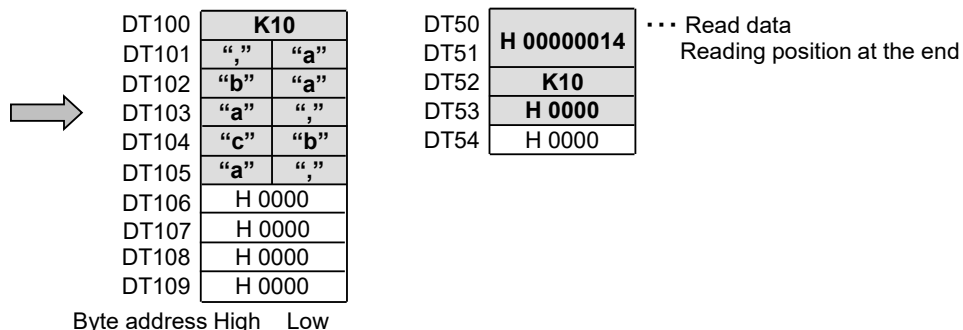 DT100 K10
DT101 “,” “a”
DT102 “b” “a”
DT103 “a” “,”
DT104 “c” “b”
DT105 “a” “,”
DT106 H 0000
DT107 H 0000
DT108 H 0000
DT109 H 0000
Byte address High Low
DT50 H 00000014 ··· Read data
DT51 Reading position at the end
DT52 K10
DT53 H 0000
DT54 H 0000